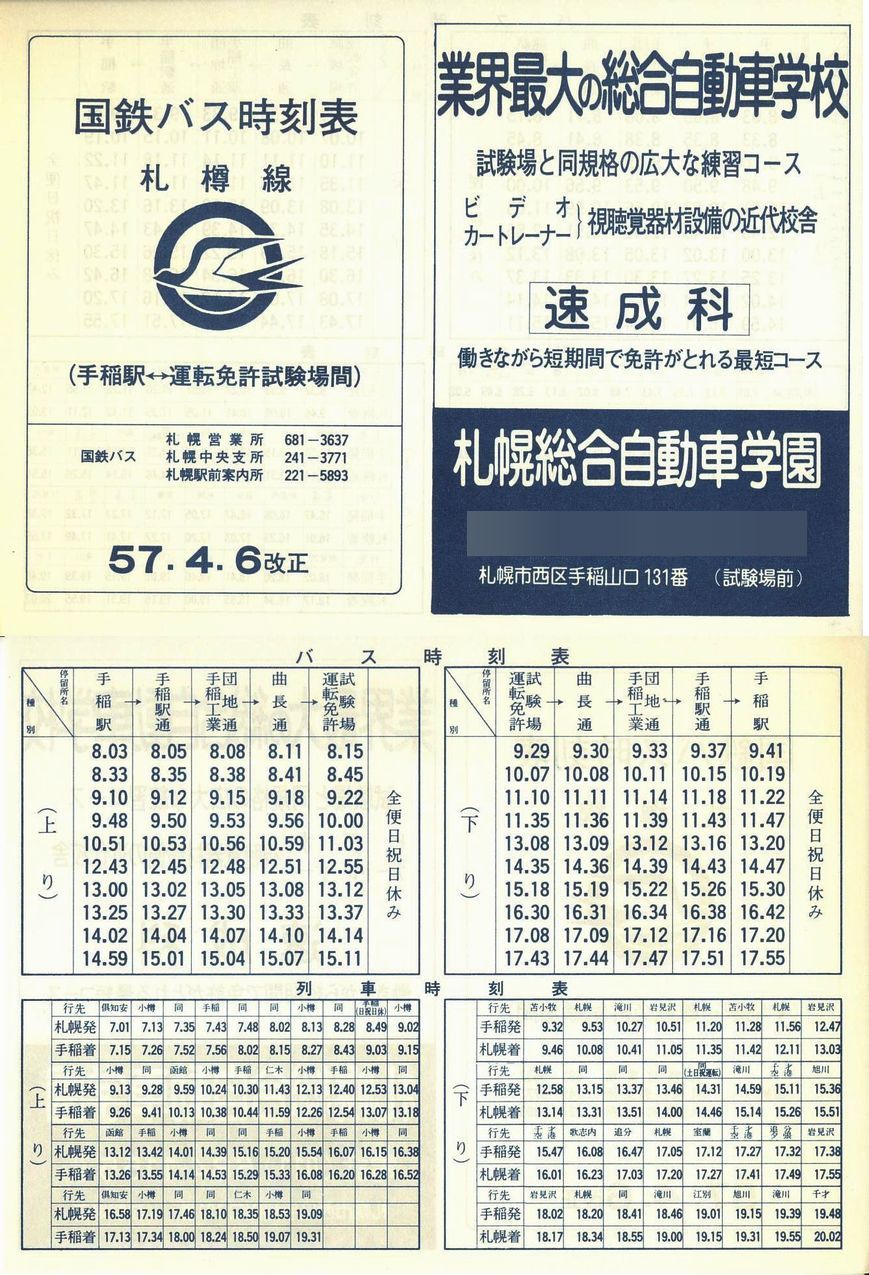 国鉄バス時刻表
札樽線
(手稲駅↔運転免許試験場間)
国鉄バス
札幌営業所 681-3637
札幌中央支所 241-3771
札幌駅前案内所 221-5893
57.4.6改正
業界最大の総合自動車学校
試験場と同規格の広大な練習コース
ビデオ
カートレーナー}視聴覚器材設備の近代校舎
速成科
働きながら短期間で免許がとれる最短コース
札幌総合自動車学園
札幌市西区手稲山口131番 (試験場前)
バス時刻表
種別 停留所名 手稲駅→手稲駅通→手稲工業団地通→曲長通→運転免許試験場
(上り)
8.03 8.05 8.08 8.11 8.15
8.33 8.35 8.38 8.41 8.45
9.10 9.12 9.15 9.18 9.22
9.48 9.50 9.53 9.56 10.00
10.51 10.53 10.56 10.59 11.03
12.43 12.45 12.48 12.51 12.55
13.00 13.02 13.05 13.08 13.12
13.25 13.27 13.30 13.33 13.37
14.02 14.04 14.07 14.10 14.14
14.59 15.01 15.04 15.07 15.11
全便日祝日休み
種別 停留所名 運転免許試験場→曲長通→手稲工業団地通→手稲駅通→手稲駅
(下り)
9.29 9.30 9.33 9.37 9.41
10.07 10.08 10.11 10.15 10.19
11.10 11.11 11.14 11.18 11.22
11.35 11.36 11.39 11.43 11.47
13.08 13.09 13.12 13.16 13.20
14.35 14.36 14.39 14.43 14.47
15.18 15.19 15.22 15.26 15.30
16.30 16.31 16.34 16.38 16.42
17.08 17.09 17.12 17.16 17.20
17.43 17.44 17.47 17.51 17.55
全便日祝日休み
列車時刻表
(上り)
行先 倶知安 小樽 同 手稲 同 小樽 同 同 手稲(日祝日休) 小樽
札幌発 7.01 7.13 7.35 7.43 7.48 8.02 8.13 8.28 8.49 9.02
手稲着 7.15 7.26 7.52 7.56 8.02 8.15 8.27 8.43 9.03 9.15
行先 小樽 同 函館 小樽 手稲 仁木 小樽 手稲 同 小樽
札幌発 9.13 9.28 9.59 10.24 10.30 11.43 12.13 12.40 12.53 13.04
手稲着 9.26 9.41 10.13 10.38 10.44 11.59 12.26 12.54 13.07 13.18
行先 函館 手稲 小樽 同 同 手稲 小樽 手稲 小樽 同
札幌発 13.12 13.42 14.01 14.39 15.16 15.20 15.54 16.07 16.15 16.38
手稲着 13.26 13.55 14.14 14.53 15.29 15.33 16.08 16.20 16.28 16.52
行先 倶知安 小樽 同 同 仁木 小樽 同
札幌発 16.58 17.19 17.46 18.10 18.35 18.53 19.09
手稲着 17.13 17.34 18.00 18.24 18.50 19.07 19.31
(下り)
行先 苫小牧 札幌 滝川 岩見沢 札幌 苫小牧 札幌 岩見沢
手稲発 9.32 9.53 10.27 10.51 11.20 11.28 11.56 12.47
札幌着 9.46 10.08 10.41 11.05 11.35 11.42 12.11 13.03
行先 札幌 同 同 同 同(土日祝運転) 滝川 千才空港 旭川
手稲発 12.58 13.15 13.37 13.46 14.31 14.59 15.11 15.36
札幌着 13.14 13.31 13.51 14.00 14.46 15.14 15.26 15.51
行先 千才空港 歌志内 追分 札幌 室蘭 千才空港 追分夕張 岩見沢
手稲発 15.47 16.08 16.47 17.05 17.12 17.27 17.32 17.38
札幌着 16.01 16.23 17.03 17.20 17.27 17.41 17.49 17.55
行先 岩見沢 札幌 同 滝川 江別 旭川 滝川 千才
手稲発 18.02 18.20 18.41 18.46 19.01 19.15 19.39 19.48
札幌着 18.17 18.34 18.55 19.00 19.15 19.31 19.55 20.02